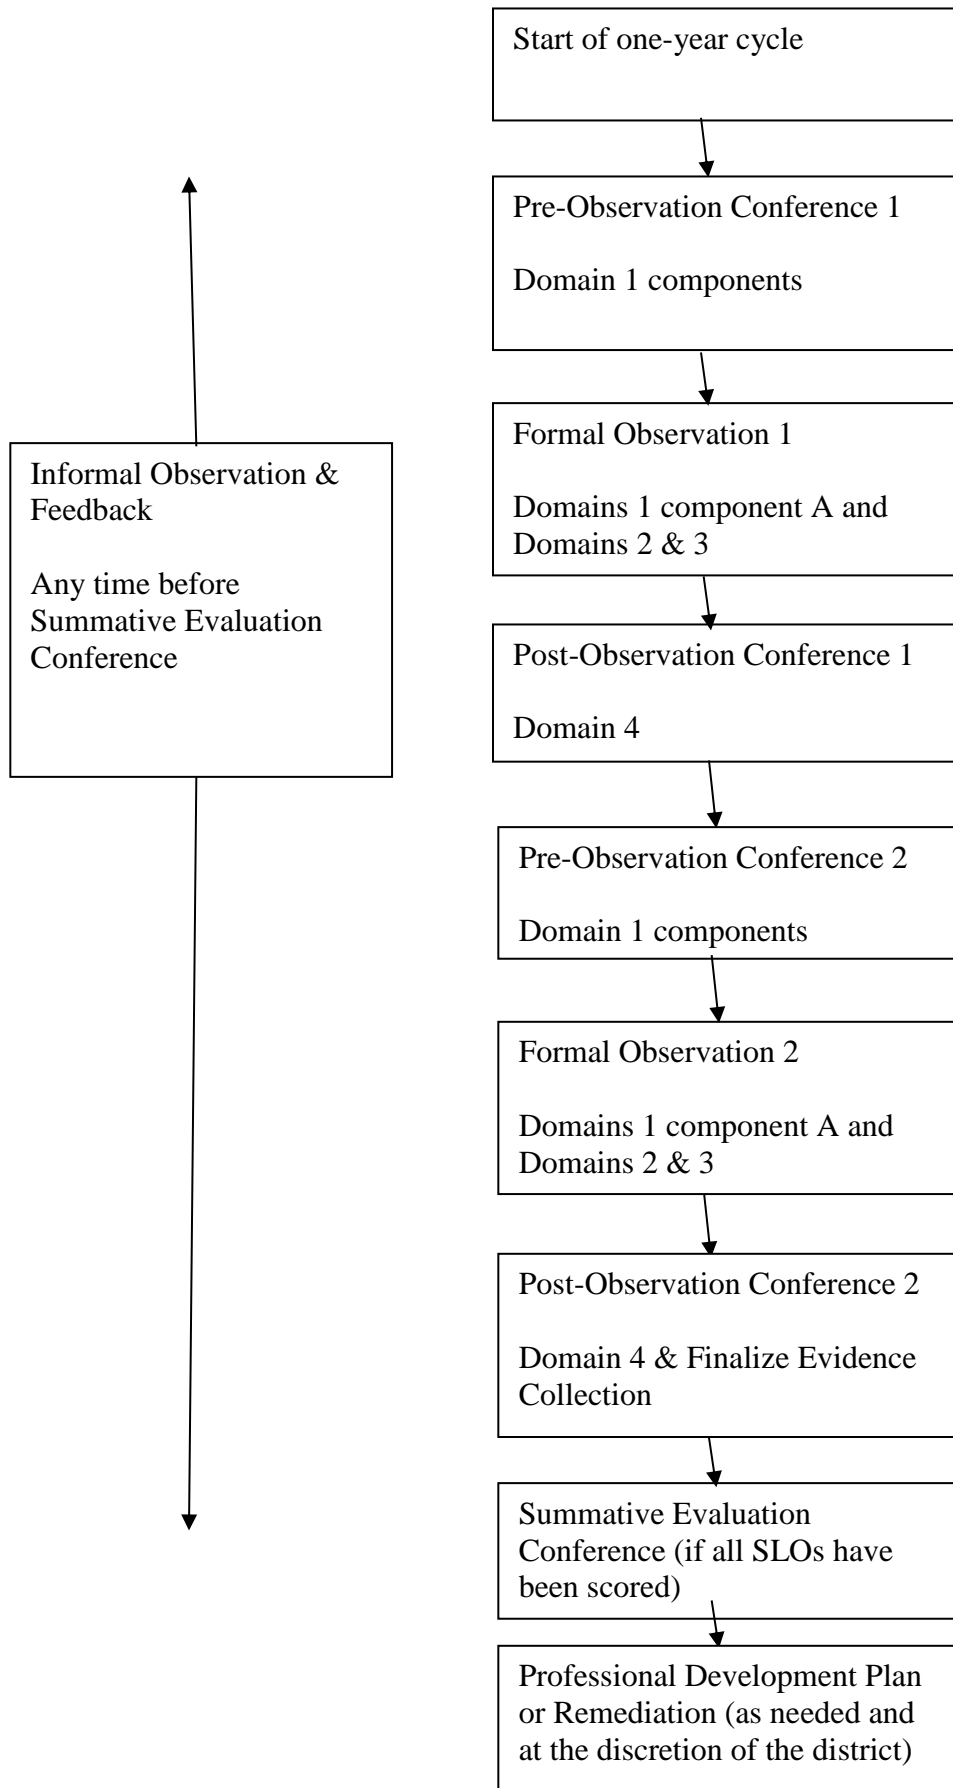 Start of one-year cycle
Pre-Observation Conference 1
Domain 1 components
Formal Observation 1
Domains 1 component A and
Domains 2 & 3
Informal Observation &
Feedback
Any time before
Summative Evaluation
Conference
Post-Observation Conference 1
Domain 4
Pre-Observation Conference 2
Domain 1 components
Formal Observation 2
Domains 1 component A and
Domains 2 & 3
Post-Observation Conference 2
Domain 4 & Finalize Evidence
Collection
Summative Evaluation
Conference (if all SLOs have
been scored)
Professional Development Plan
or Remediation (as needed and
at the discretion of the district)